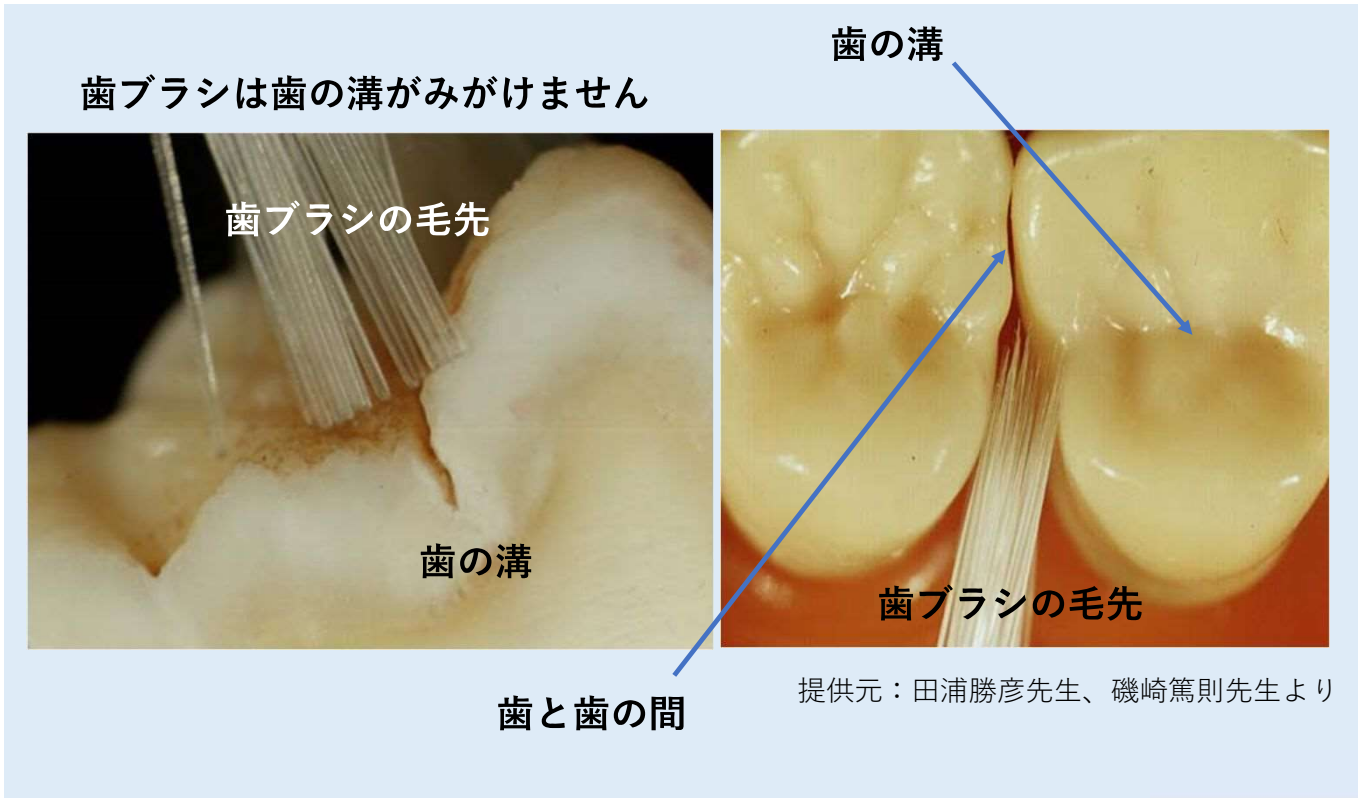 歯ブラシは歯の溝がみがけません
歯の溝
歯ブラシの毛先
歯の溝
歯ブラシの毛先
歯と歯の間
提供元：田浦勝彦先生、磯崎篤則先生より